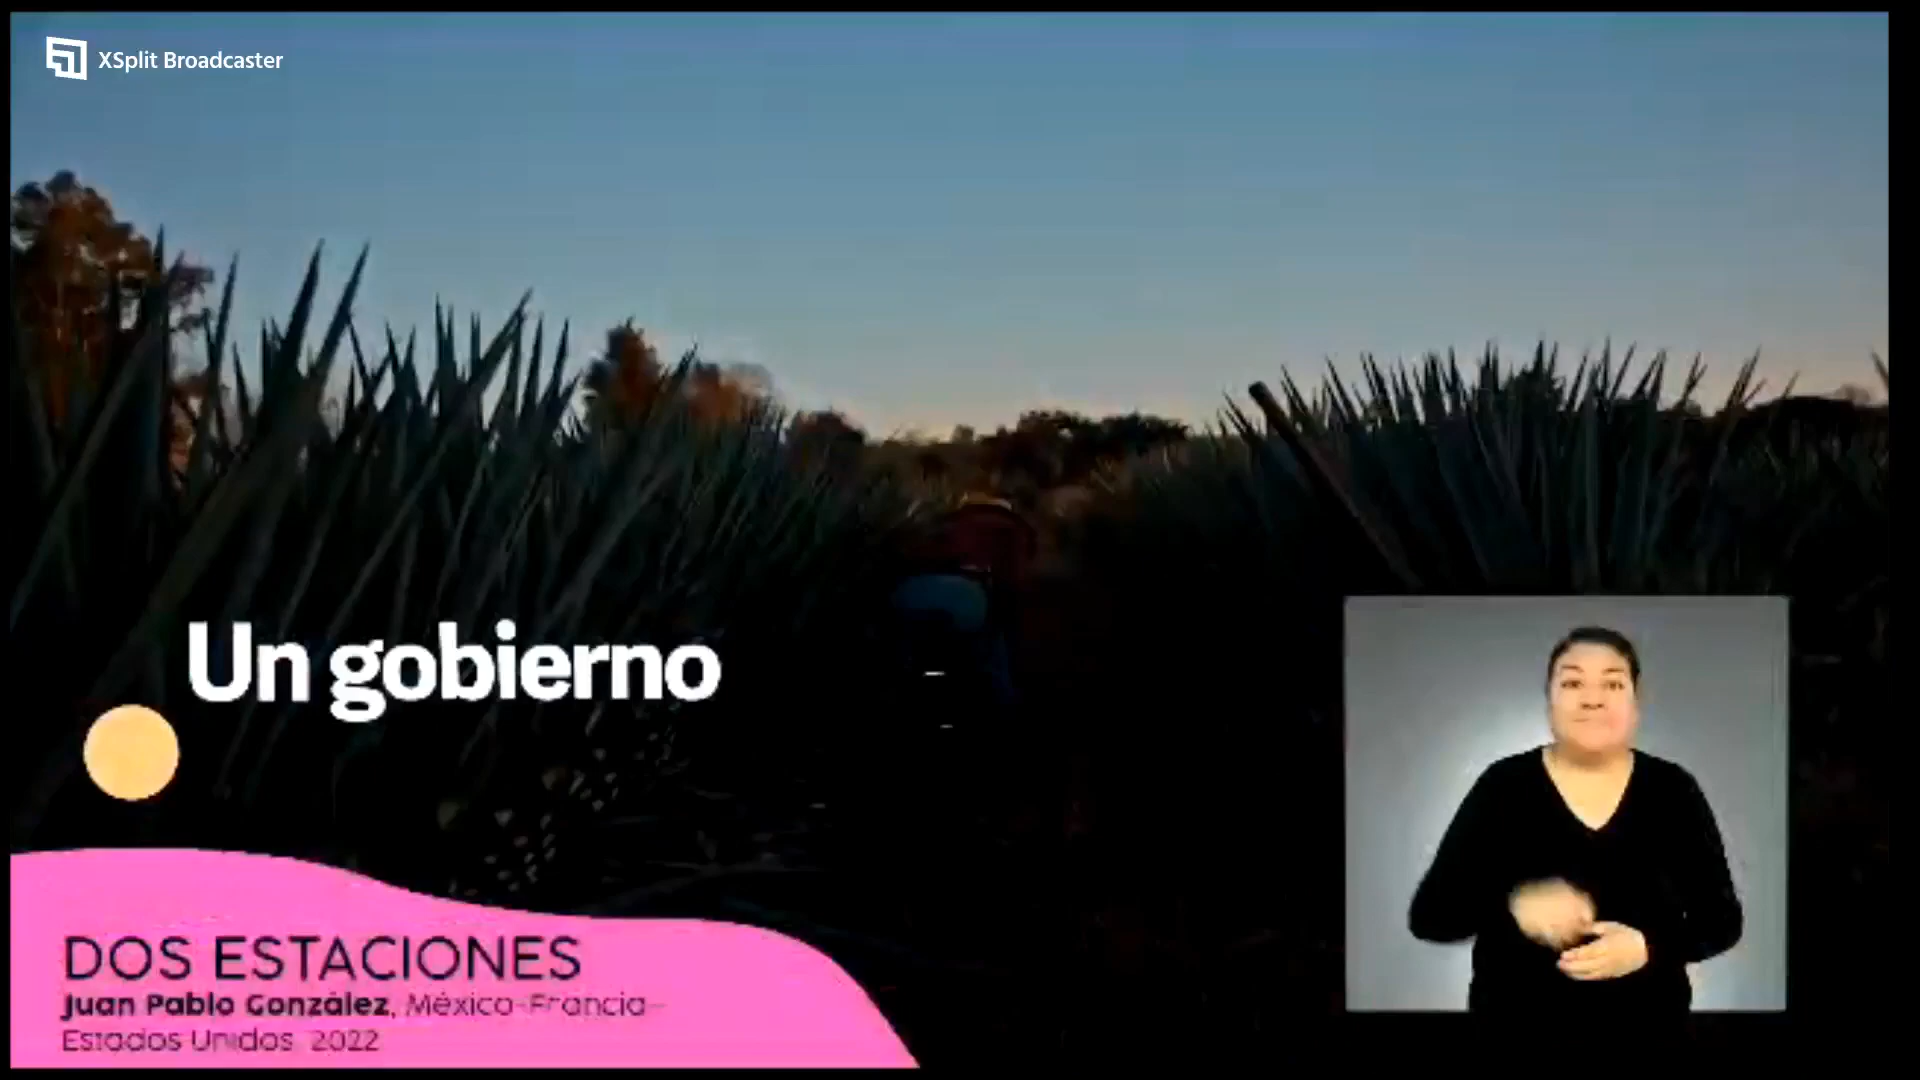 XSplit Broadcaster
Un gobierno
DOS ESTACIONES
Juan Pablo González, México-Francia-
Estados Unidos, 2022